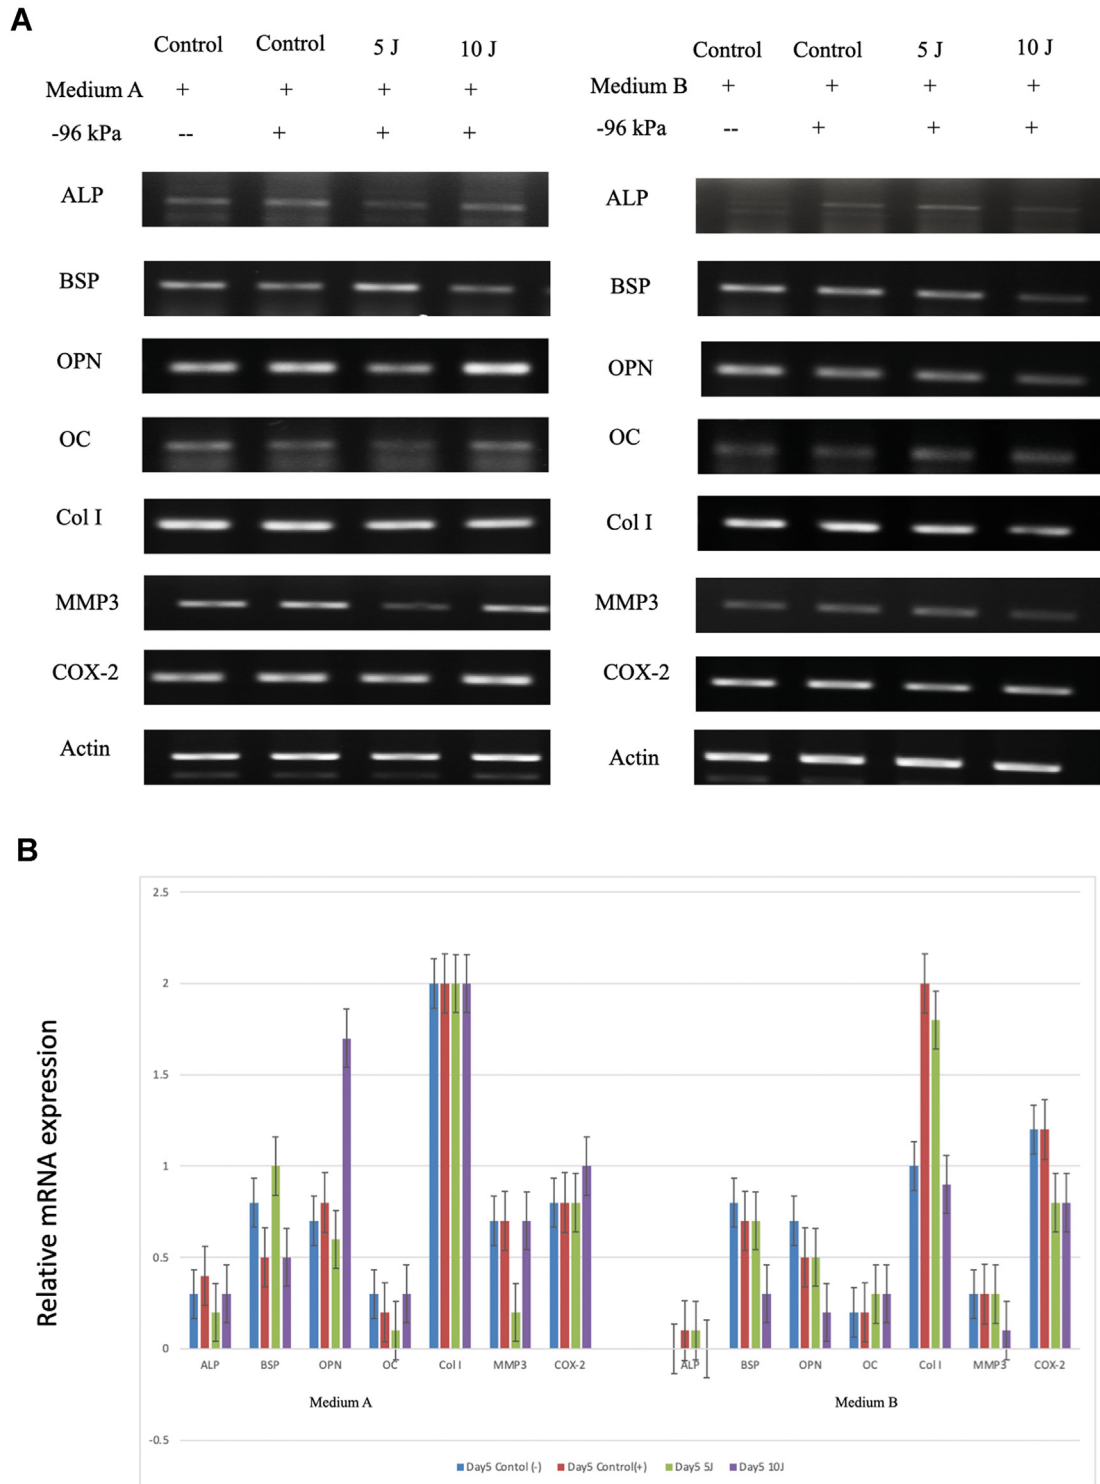 A
Control Control 5 J 10 J
Medium A + + + +
-96 kPa -- + + +
ALP
BSP
OPN
OC
Col I
MMP3
COX-2
Actin
Control Control 5 J 10 J
Medium B + + + +
-96 kPa -- + + +
ALP
BSP
OPN
OC
Col I
MMP3
COX-2
Actin
B
Relative mRNA expression
2.5
2
1.5
1
0.5
0
-0.5
ALP BSP OPN OC Col I MMP3 COX-2 ALP BSP OPN OC Col I MMP3 COX-2
Medium A Medium B
Day5 Contol (-) Day5 Control(+) Day5 5J Day5 10J